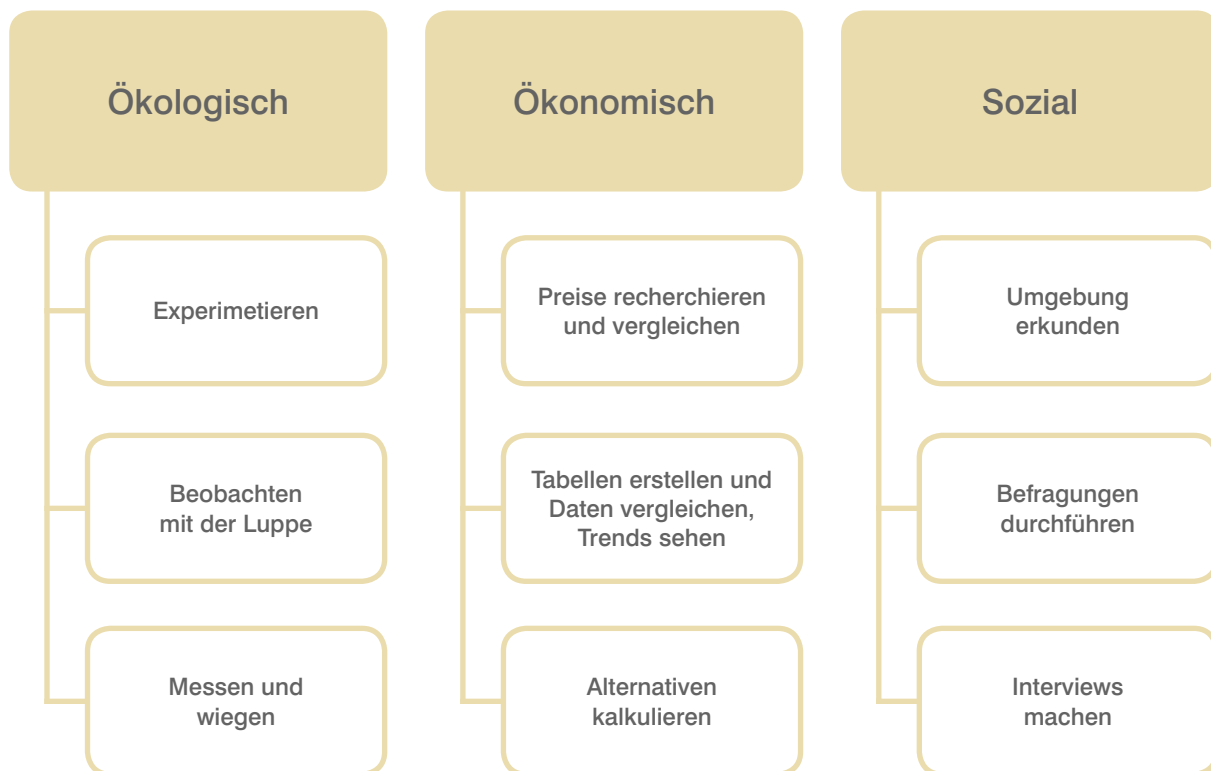 Ökologisch
Experimetieren
Beobachten
mit der Luppe
Messen und
wiegen
Ökonomisch
Preise recherchieren
und vergleichen
Tabellen erstellen und
Daten vergleichen,
Trends sehen
Alternativen
kalkulieren
Sozial
Umgebung
erkunden
Befragungen
durchführen
Interviews
machen